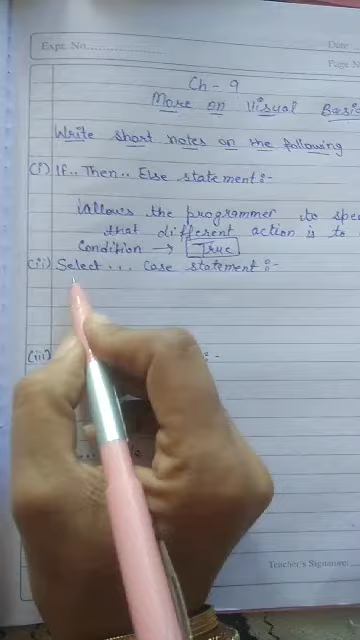 Expt. No.
Date
Page N
Ch - 9
More on Visual Basic
Write short notes on the following
(i) If.. Then.. Else statement :-
allows the programmer to spe
that different action is to
Condition → True
(ii) Select ... Case statement :-
(iii) :-
Teacher's Signature: